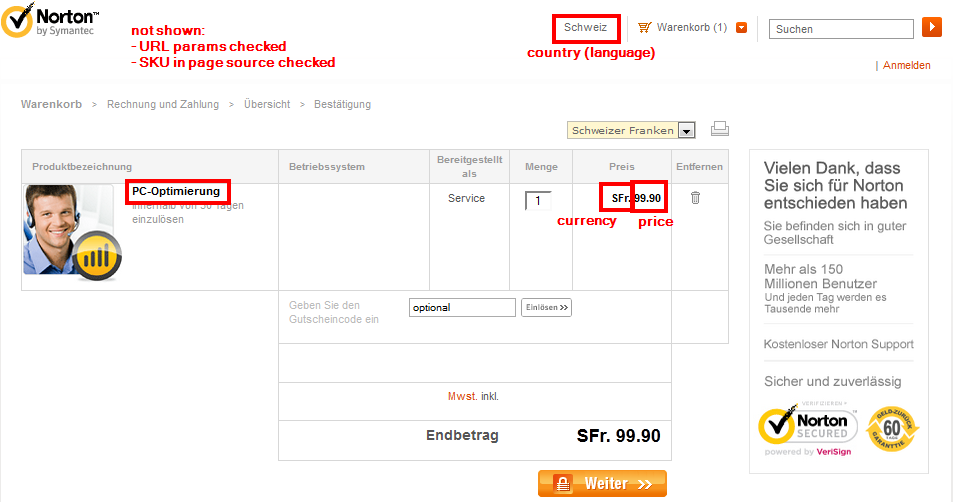 Norton™
by Symantec
not shown:
- URL params checked
- SKU in page source checked
Schweiz
country (language)
Warenkorb (1)
Suchen
| Anmelden
Warenkorb > Rechnung und Zahlung > Übersicht > Bestätigung
Schweizer Franken
Produktbezeichnung
Betriebssystem
Bereitgestellt
als
Menge
Preis
Entfernen
PC-Optimierung
Innerhalb von 30 Tagen
einzulösen
Service
1
SFr. 99.90
currency
price
Geben Sie den
Gutscheincode ein
optional
Einlösen >>
Mwst. inkl.
Endbetrag
SFr. 99.90
Weiter >>
Vielen Dank, dass
Sie sich für Norton
entschieden haben
Sie befinden sich in guter
Gesellschaft
Mehr als 150
Millionen Benutzer
Und jeden Tag werden es
Tausende mehr
Kostenloser Norton Support
Sicher und zuverlässig
VERIFIZIEREN>
Norton™
SECURED
powered by VeriSign
GELD-ZURÜCK-
60
TAGE
GARANTIE